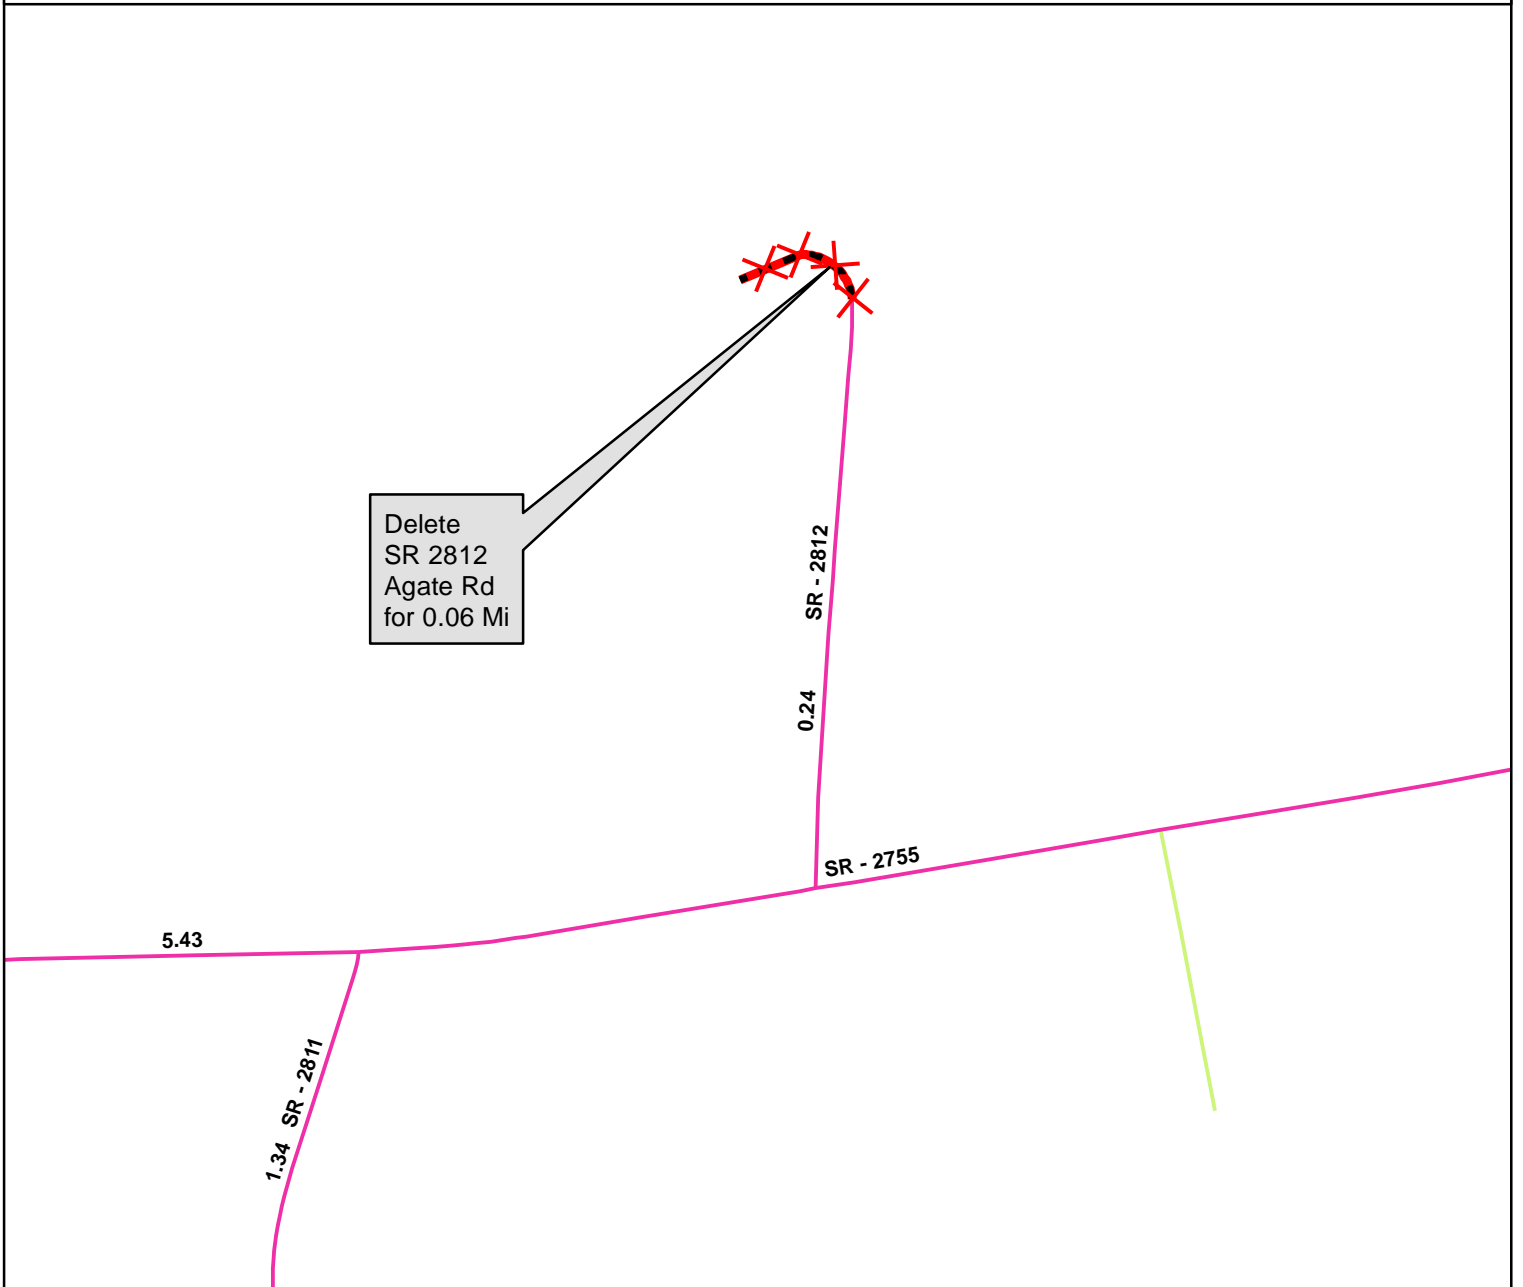 Delete
SR 2812
Agate Rd
for 0.06 Mi
SR - 2812
0.24
SR - 2755
5.43
1.34 SR - 2811